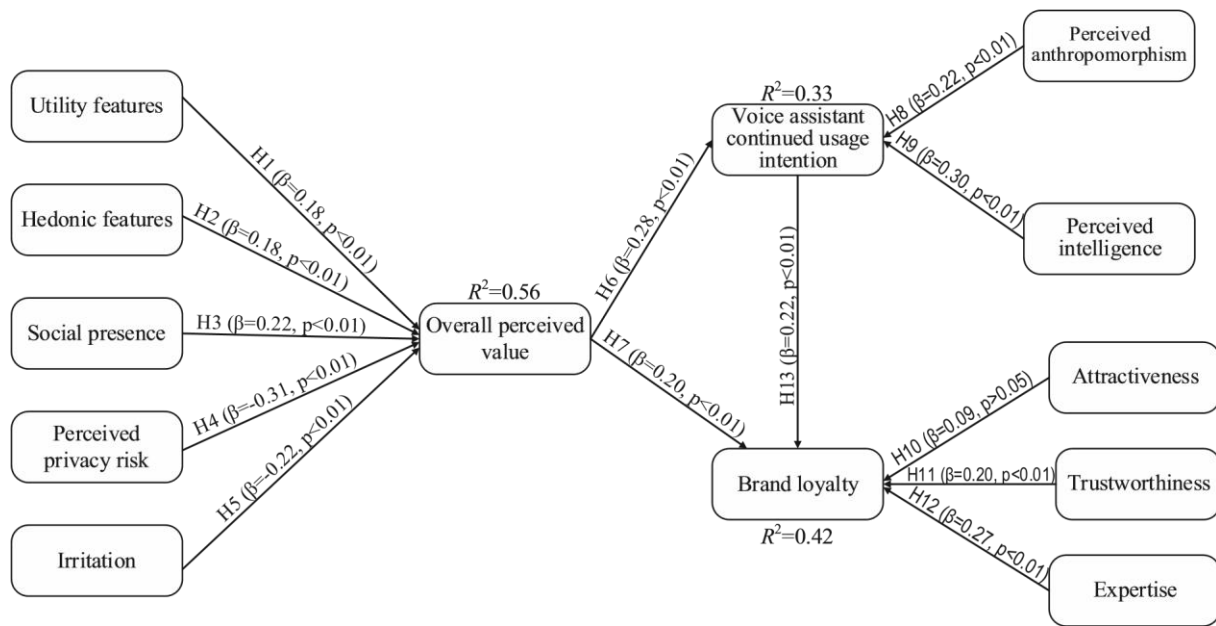 Utility features
Hedonic features
Social presence
Perceived
privacy risk
Irritation
H1 (β=0.18, p<0.01)
H2 (β=0.18, p<0.01)
H3 (β=0.22, p<0.01)
H4 (β=-0.31, p<0.01)
H5 (β=-0.22, p<0.01)
R²=0.56
Overall perceived
value
H6 (β=0.28, p<0.01)
H7 (β=0.20, p<0.01)
R²=0.33
Voice assistant
continued usage
intention
H13 (β=0.22, p<0.01)
Brand loyalty
R²=0.42
H8 (β=0.22, p<0.01)
H9 (β=0.30, p<0.01)
Perceived
anthropomorphism
Perceived
intelligence
H10 (β=0.09, p>0.05)
H11 (β=0.20, p<0.01)
H12 (β=0.27, p<0.01)
Attractiveness
Trustworthiness
Expertise